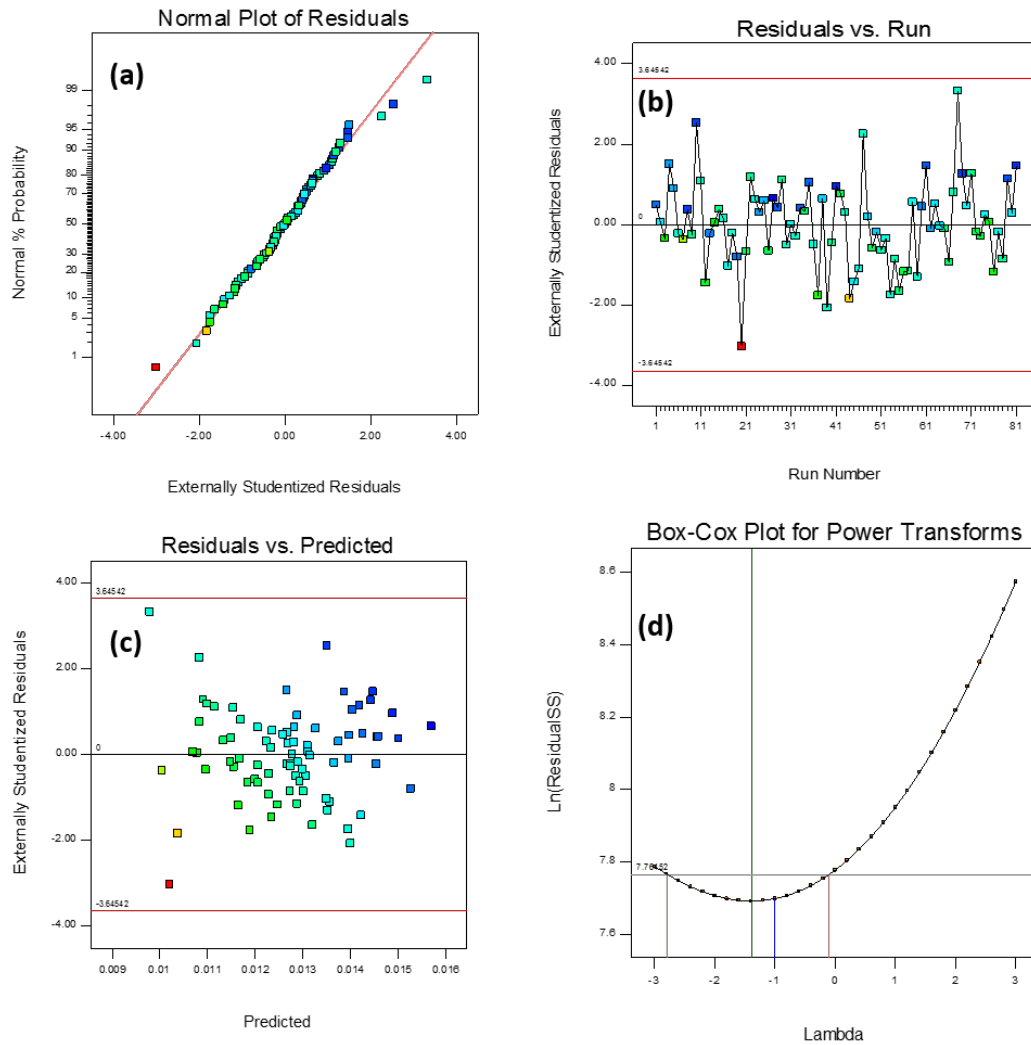 Normal Plot of Residuals
(a)
Normal % Probability
99
95
90
80
70
50
30
20
10
5
1
-4.00 -2.00 0.00 2.00 4.00
Externally Studentized Residuals
Residuals vs. Run
(b)
Externally Studentized Residuals
4.00
3.64542
2.00
0.00
0
-2.00
-3.64542
-4.00
1 11 21 31 41 51 61 71 81
Run Number
Residuals vs. Predicted
(c)
Externally Studentized Residuals
4.00
3.64542
2.00
0.00
0
-2.00
-3.64542
-4.00
0.009 0.01 0.011 0.012 0.013 0.014 0.015 0.016
Predicted
Box-Cox Plot for Power Transforms
(d)
Ln(ResidualSS)
8.6
8.4
8.2
8
7.8
7.6
-3 -2 -1 0 1 2 3
Lambda